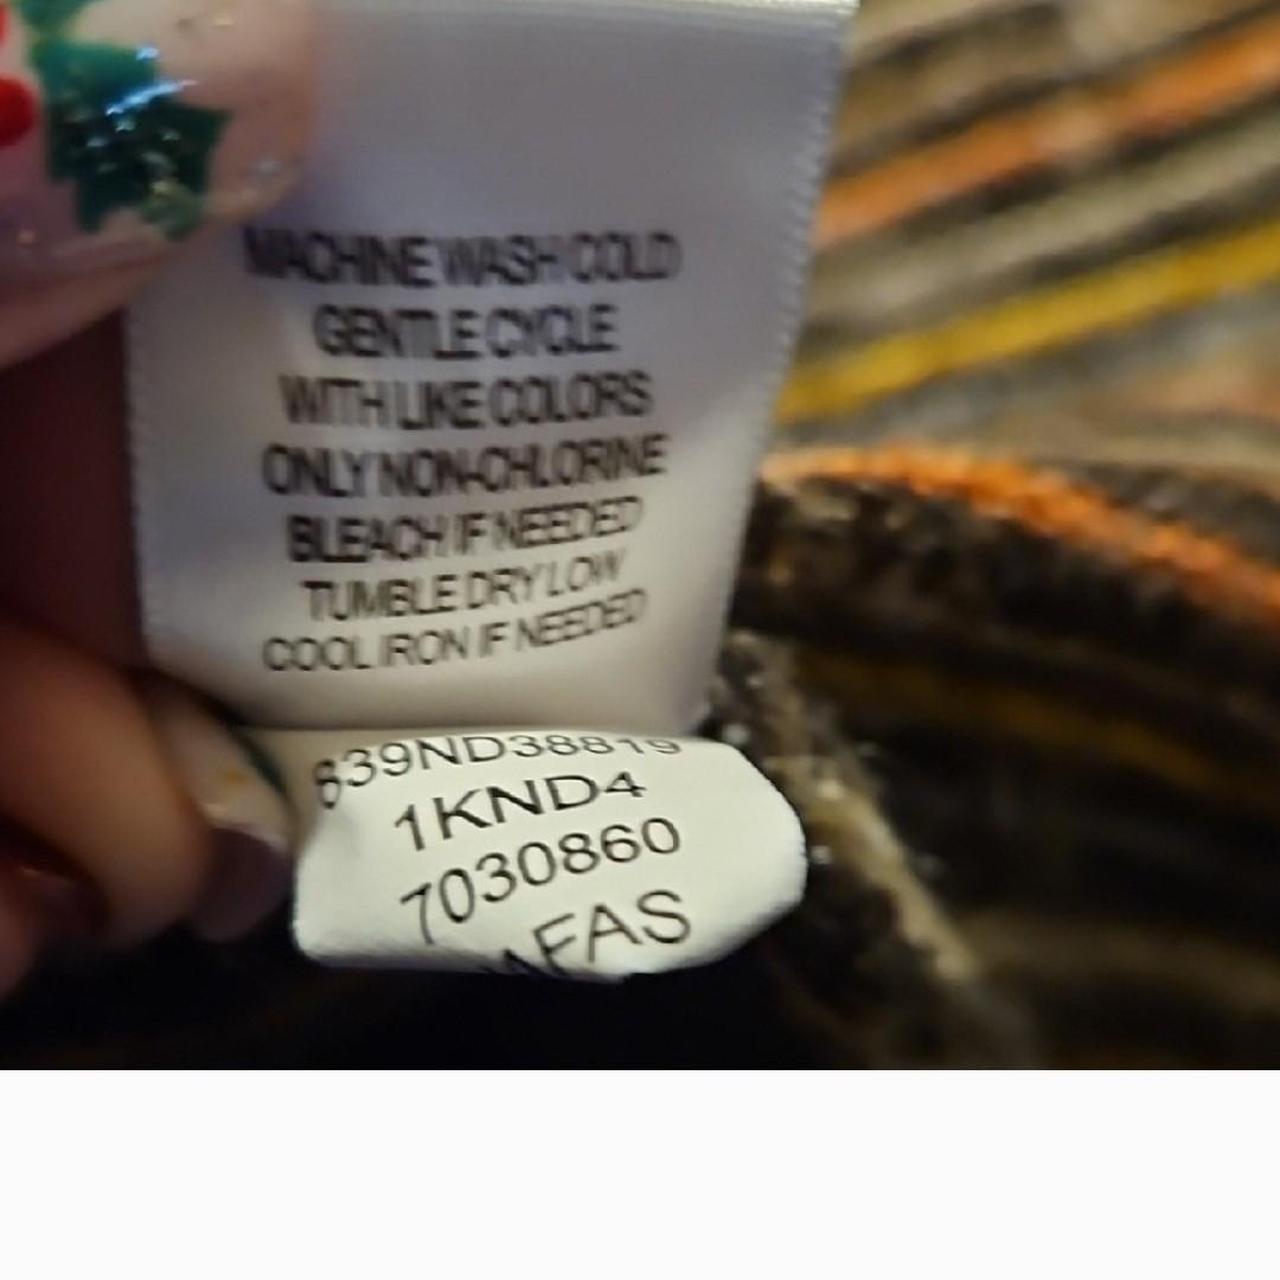 MACHINE WASH COLD
GENTLE CYCLE
WITH LIKE COLORS
ONLY NON-CHLORINE
BLEACH IF NEEDED
TUMBLE DRY LOW
COOL IRON IF NEEDED
639ND38819
1KND4
7030860